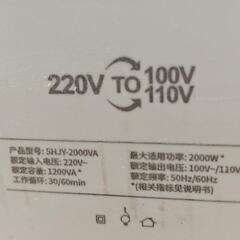 220V TO 100V
110V
产品型号: SHJY-2000VA
额定输入电压: 220V~
额定容量: 1200VA*
工作循环: 30/60min
最大适用功率: 2000W*
额定输出电压: 100V~/110V
额定频率: 50Hz/60Hz
*(相关指标见说明书)